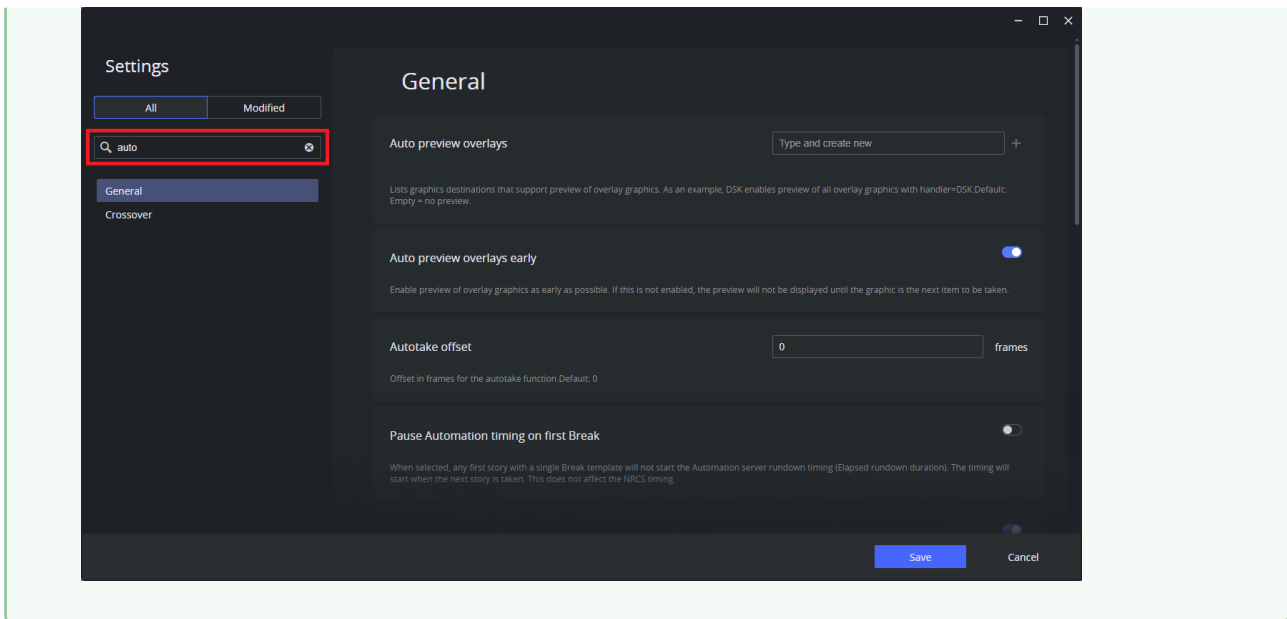 Settings
All
Modified
auto
General
Crossover
General
Auto preview overlays
Type and create new
Lists graphics destinations that support preview of overlay graphics. As an example, DSK enables preview of all overlay graphics with handler=DSK.Default:
Empty = no preview.
Auto preview overlays early
Enable preview of overlay graphics as early as possible. If this is not enabled, the preview will not be displayed until the graphic is the next item to be taken.
Autotake offset
0
frames
Offset in frames for the autotake function.Default: 0
Pause Automation timing on first Break
When selected, any first story with a single Break template will not start the Automation server rundown timing (Elapsed rundown duration). The timing will
start when the next story is taken. This does not affect the NRCS timing.
Save
Cancel